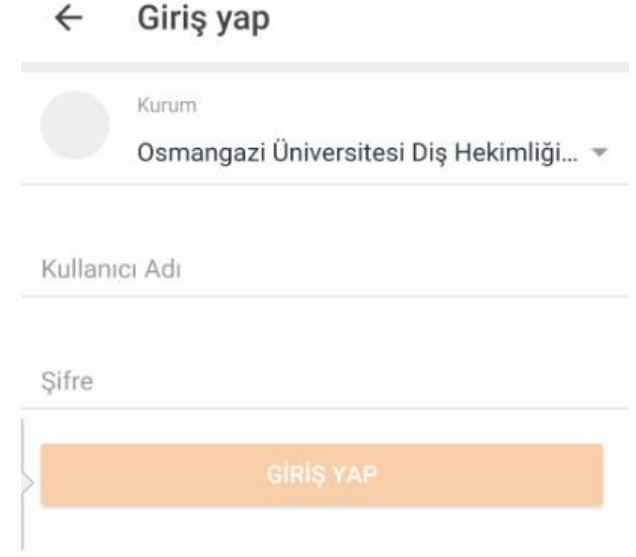 Giriş yap
Kurum
Osmangazi Üniversitesi Diş Hekimliği...
Kullanıcı Adı
Şifre
GİRİŞ YAP